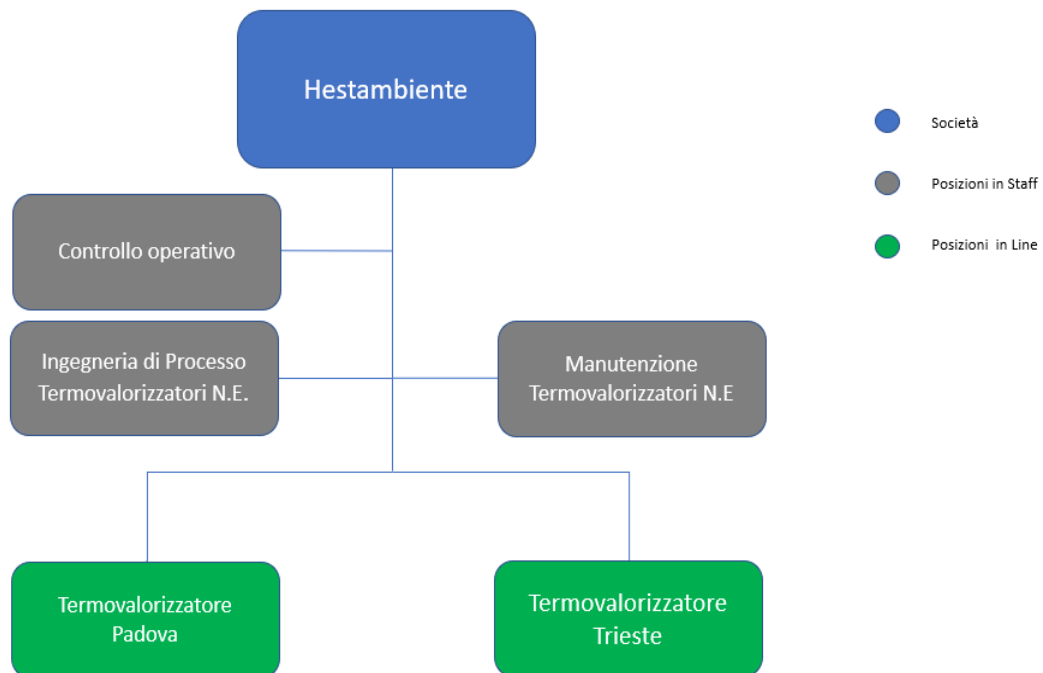 Hestambiente
Società
Posizioni in Staff
Posizioni in Line
Controllo operativo
Ingegneria di Processo
Termovalorizzatori N.E.
Manutenzione
Termovalorizzatori N.E
Termovalorizzatore
Padova
Termovalorizzatore
Trieste